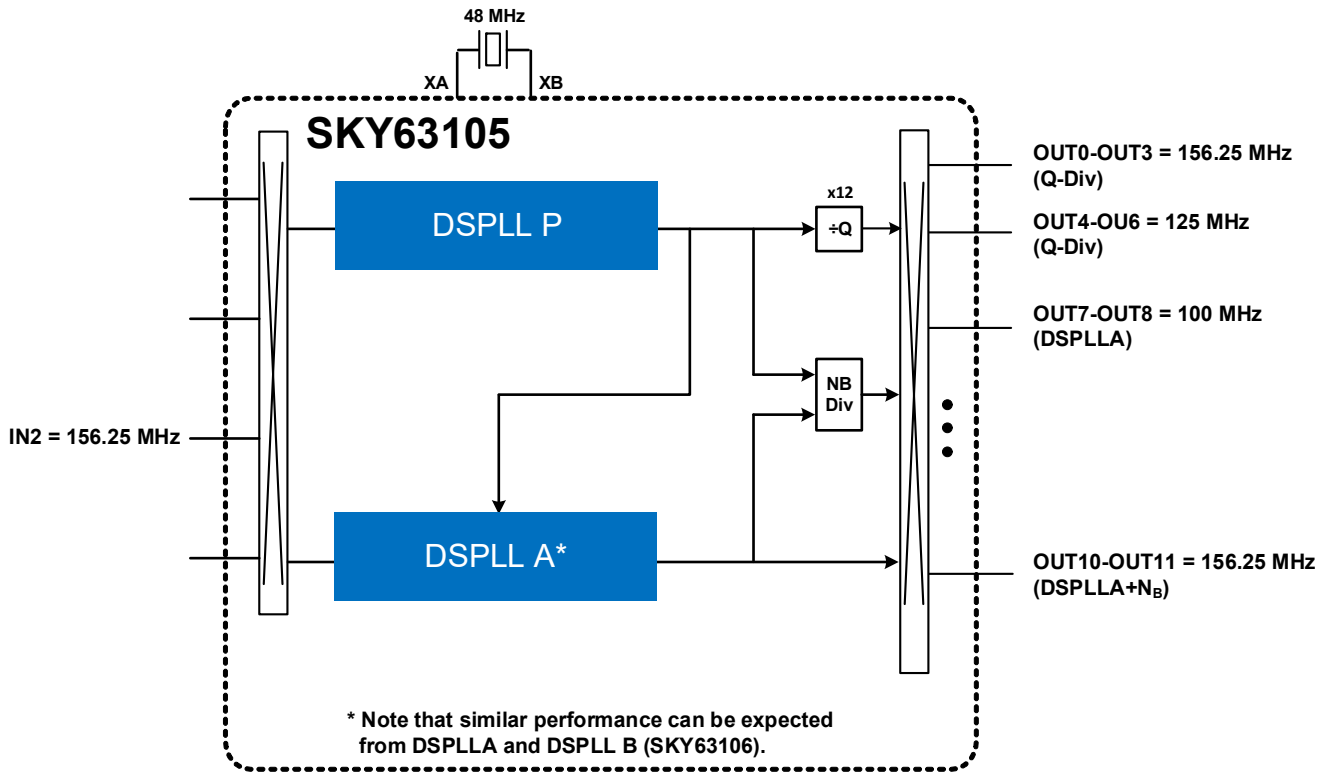 48 MHz
XA
XB
SKY63105
DSPLL P
x12
÷Q
NB
Div
DSPLL A*
IN2 = 156.25 MHz
OUT0-OUT3 = 156.25 MHz
(Q-Div)
OUT4-OU6 = 125 MHz
(Q-Div)
OUT7-OUT8 = 100 MHz
(DSPLLA)
OUT10-OUT11 = 156.25 MHz
(DSPLLA+NB)
* Note that similar performance can be expected
from DSPLLA and DSPLL B (SKY63106).